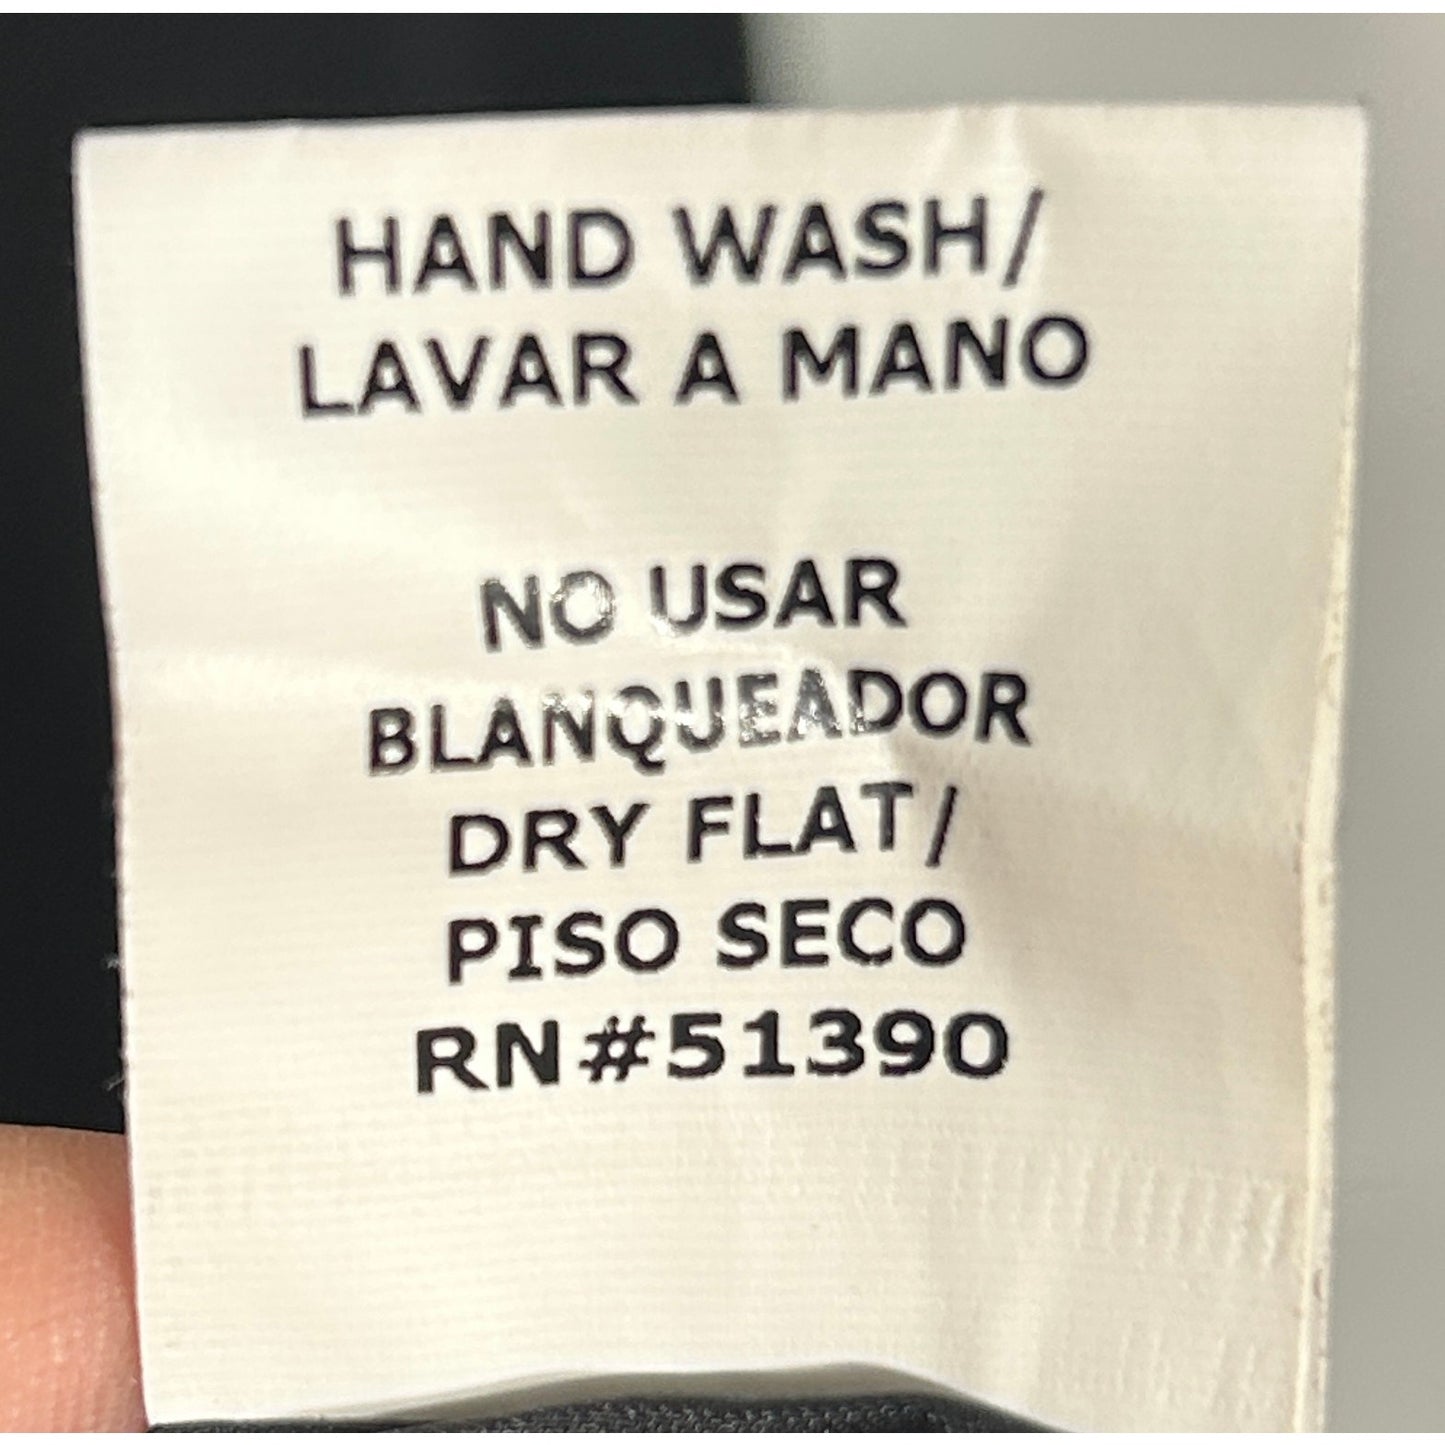 HAND WASH/
LAVAR A MANO
NO USAR
BLANQUEADOR
DRY FLAT/
PISO SECO
RN#51390